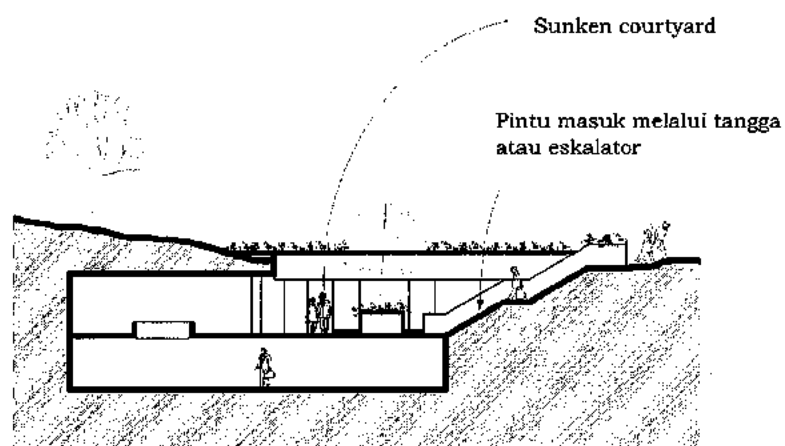 Sunken courtyard
Pintu masuk melalui tangga
atau eskalator